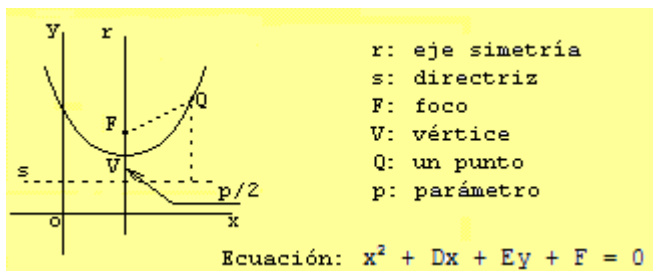 y r
r: eje simetría
s: directriz
F: foco
V: vértice
Q: un punto
p: parámetro
Q
F
V
s
p/2
o x
Ecuación: x² + Dx + Ey + F = 0